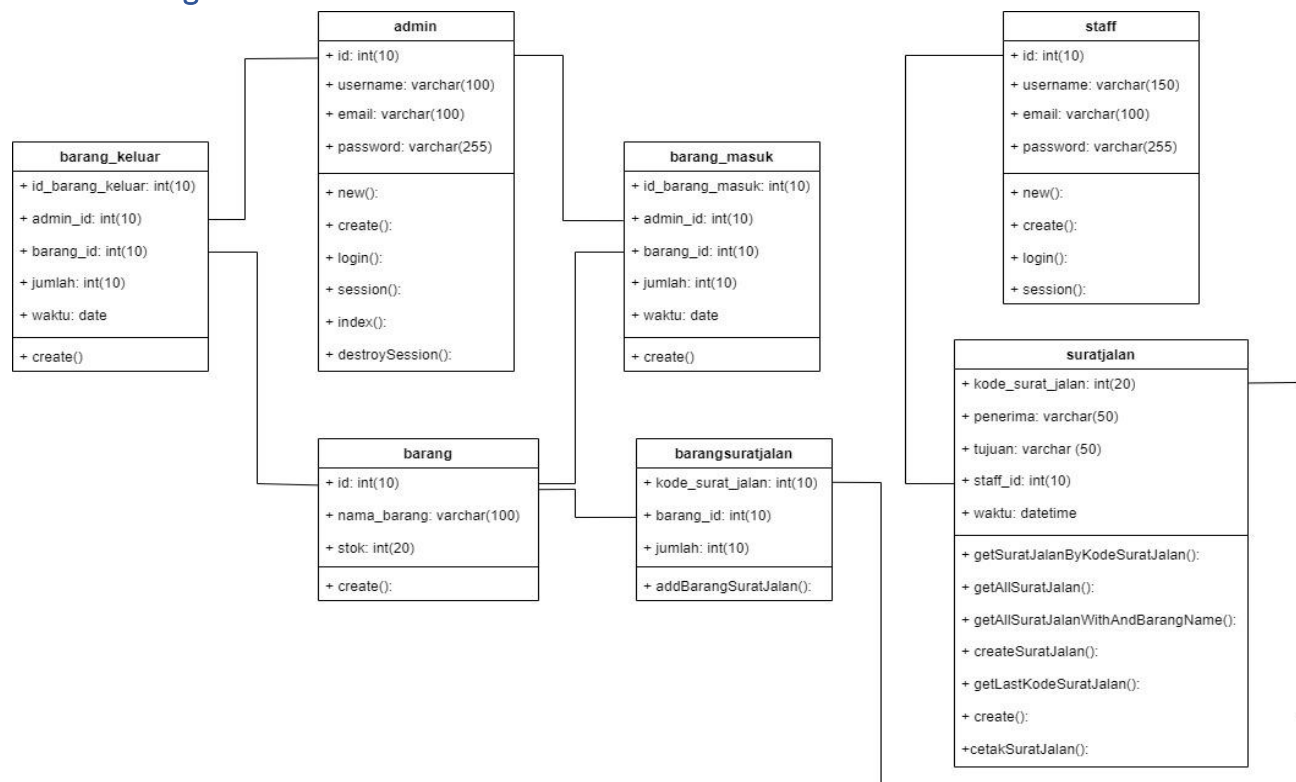 admin
+ id: int(10)
+ username: varchar(100)
+ email: varchar(100)
+ password: varchar(255)
+ new():
+ create():
+ login():
+ session():
+ index():
+ destroySession():
staff
+ id: int(10)
+ username: varchar(150)
+ email: varchar(100)
+ password: varchar(255)
+ new():
+ create():
+ login():
+ session():
barang_keluar
+ id_barang_keluar: int(10)
+ admin_id: int(10)
+ barang_id: int(10)
+ jumlah: int(10)
+ waktu: date
+ create()
barang_masuk
+ id_barang_masuk: int(10)
+ admin_id: int(10)
+ barang_id: int(10)
+ jumlah: int(10)
+ waktu: date
+ create()
suratjalan
+ kode_surat_jalan: int(20)
+ penerima: varchar(50)
+ tujuan: varchar (50)
+ staff_id: int(10)
+ waktu: datetime
+ getSuratJalanByKodeSuratJalan():
+ getAllSuratJalan():
+ getAllSuratJalanWithAndBarangName():
+ createSuratJalan():
+ getLastKodeSuratJalan():
+ create():
+cetakSuratJalan():
barang
+ id: int(10)
+ nama_barang: varchar(100)
+ stok: int(20)
+ create():
barangsuratjalan
+ kode_surat_jalan: int(10)
+ barang_id: int(10)
+ jumlah: int(10)
+ addBarangSuratJalan():